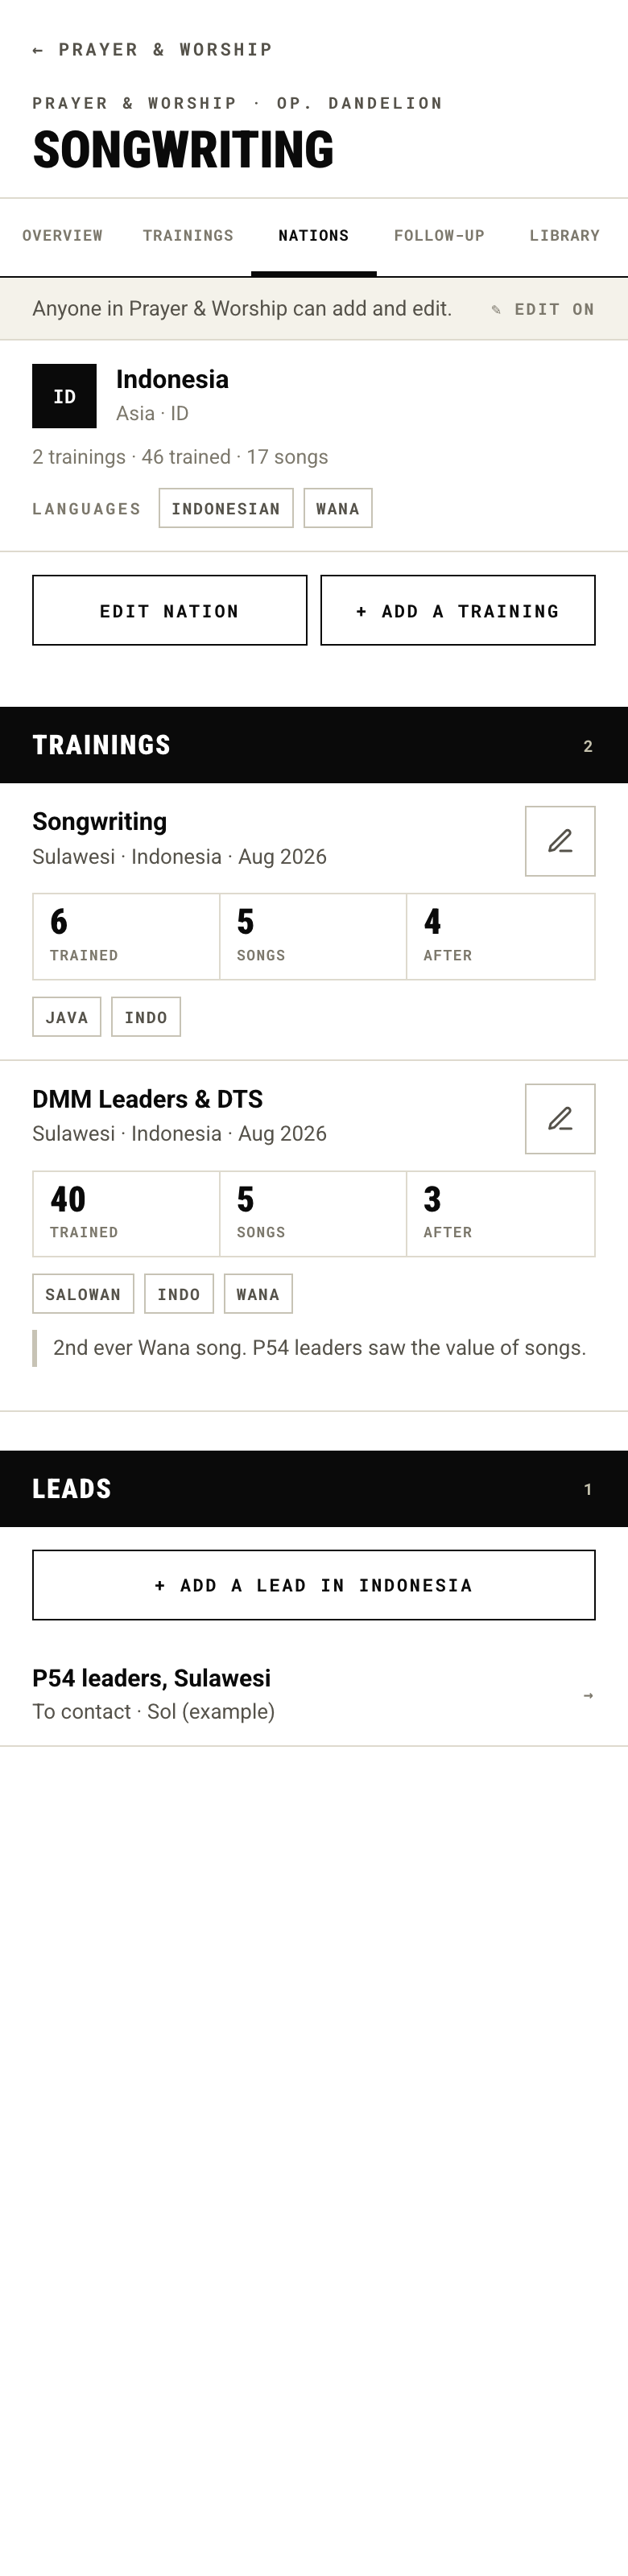 ← PRAYER & WORSHIP
PRAYER & WORSHIP · OP. DANDELION
SONGWRITING
OVERVIEW TRAININGS NATIONS FOLLOW-UP LIBRARY
Anyone in Prayer & Worship can add and edit. ✎ EDIT ON
ID
Indonesia
Asia · ID
2 trainings · 46 trained · 17 songs
LANGUAGES INDONESIAN WANA
EDIT NATION + ADD A TRAINING
TRAININGS 2
Songwriting
Sulawesi · Indonesia · Aug 2026
6 5 4
TRAINED SONGS AFTER
JAVA INDO
DMM Leaders & DTS
Sulawesi · Indonesia · Aug 2026
40 5 3
TRAINED SONGS AFTER
SALOWAN INDO WANA
2nd ever Wana song. P54 leaders saw the value of songs.
LEADS 1
+ ADD A LEAD IN INDONESIA
P54 leaders, Sulawesi
To contact · Sol (example) →